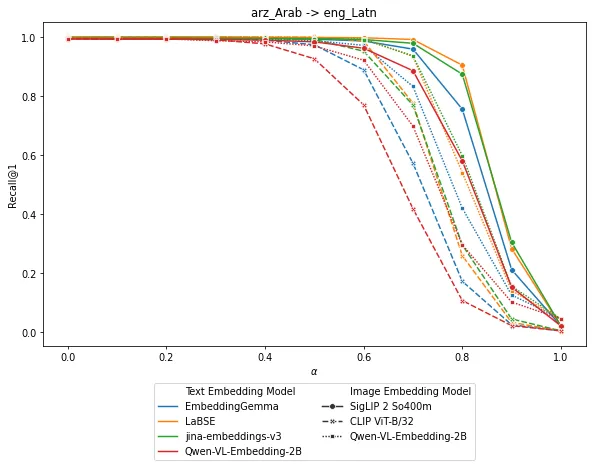 arz_Arab -> eng_Latn
Recall@1
1.0
0.8
0.6
0.4
0.2
0.0
0.0 0.2 0.4 0.6 0.8 1.0
α
Text Embedding Model
EmbeddingGemma
LaBSE
jina-embeddings-v3
Qwen-VL-Embedding-2B
Image Embedding Model
SigLIP 2 So400m
CLIP ViT-B/32
Qwen-VL-Embedding-2B